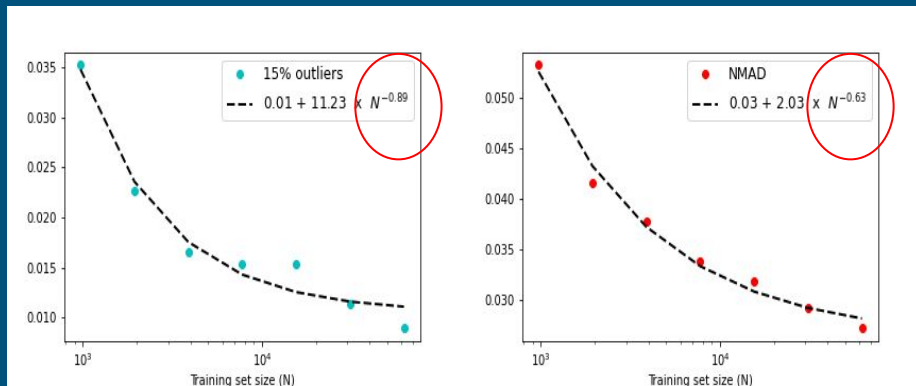 0.035
0.030
0.025
0.020
0.015
0.010
15% outliers
0.01 + 11.23 x N^{-0.89}
10^3
10^4
Training set size (N)
0.050
0.045
0.040
0.035
0.030
NMAD
0.03 + 2.03 x N^{-0.63}
10^3
10^4
Training set size (N)